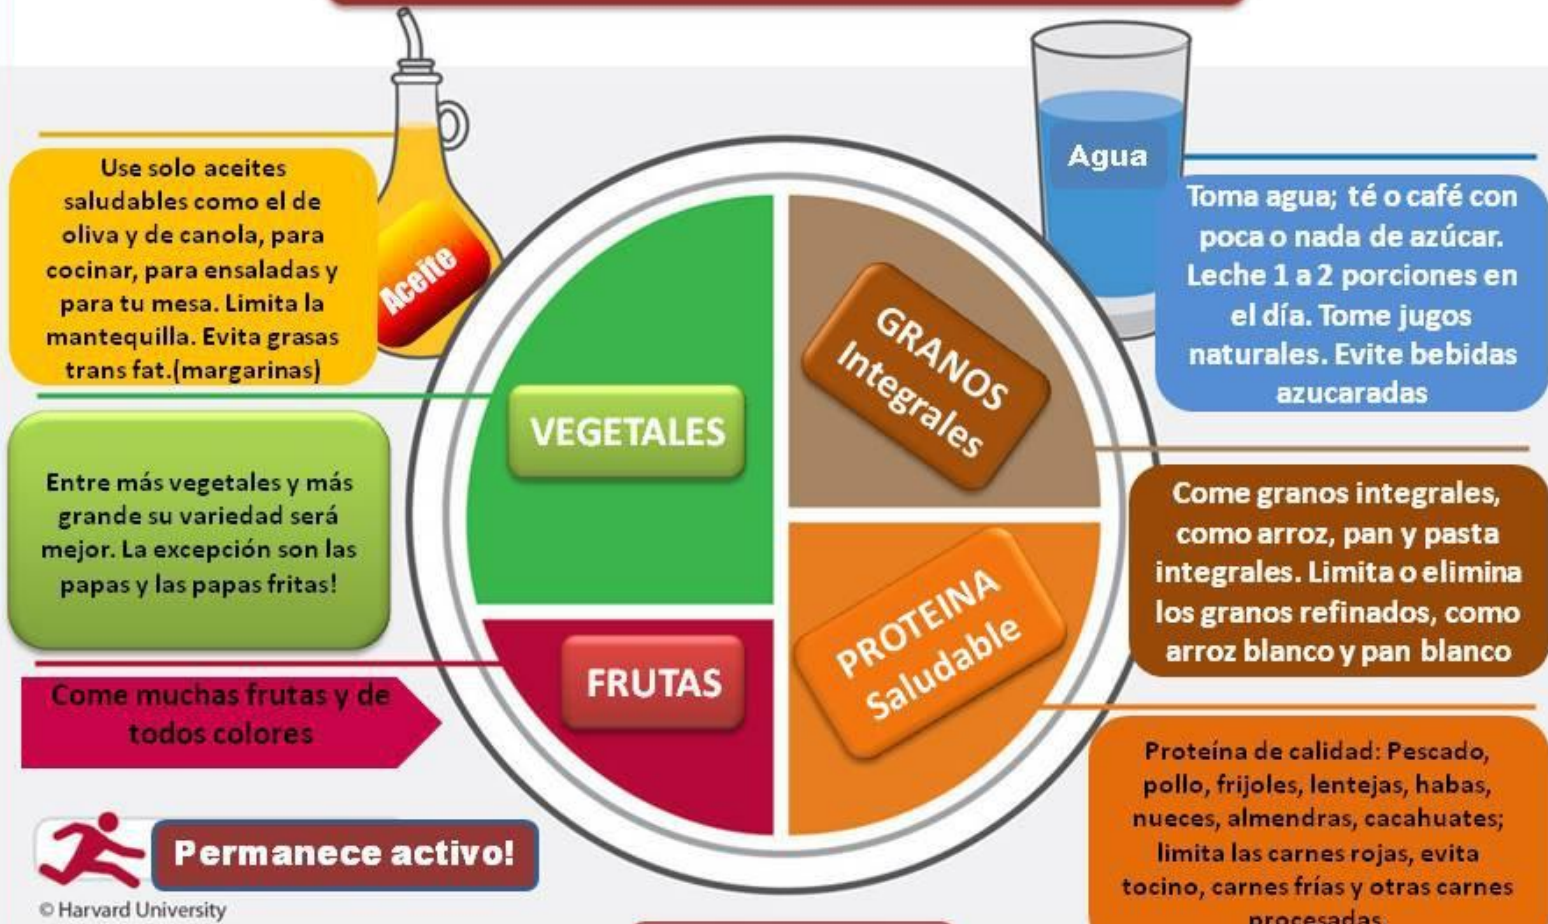 Use solo aceites
saludables como el de
oliva y de canola, para
cocinar, para ensaladas y
para tu mesa. Limita la
mantequilla. Evita grasas
trans fat.(margarinas)
Aceite
Agua
Toma agua; té o café con
poca o nada de azúcar.
Leche 1 a 2 porciones en
el día. Tome jugos
naturales. Evite bebidas
azucaradas
VEGETALES
GRANOS
Integrales
Entre más vegetales y más
grande su variedad será
mejor. La excepción son las
papas y las papas fritas!
Come granos integrales,
como arroz, pan y pasta
integrales. Limita o elimina
los granos refinados, como
arroz blanco y pan blanco
FRUTAS
PROTEINA
Saludable
Come muchas frutas y de
todos colores
Proteína de calidad: Pescado,
pollo, frijoles, lentejas, habas,
nueces, almendras, cacahuates;
limita las carnes rojas, evita
tocino, carnes frías y otras carnes
procesadas
Permanece activo!
© Harvard University